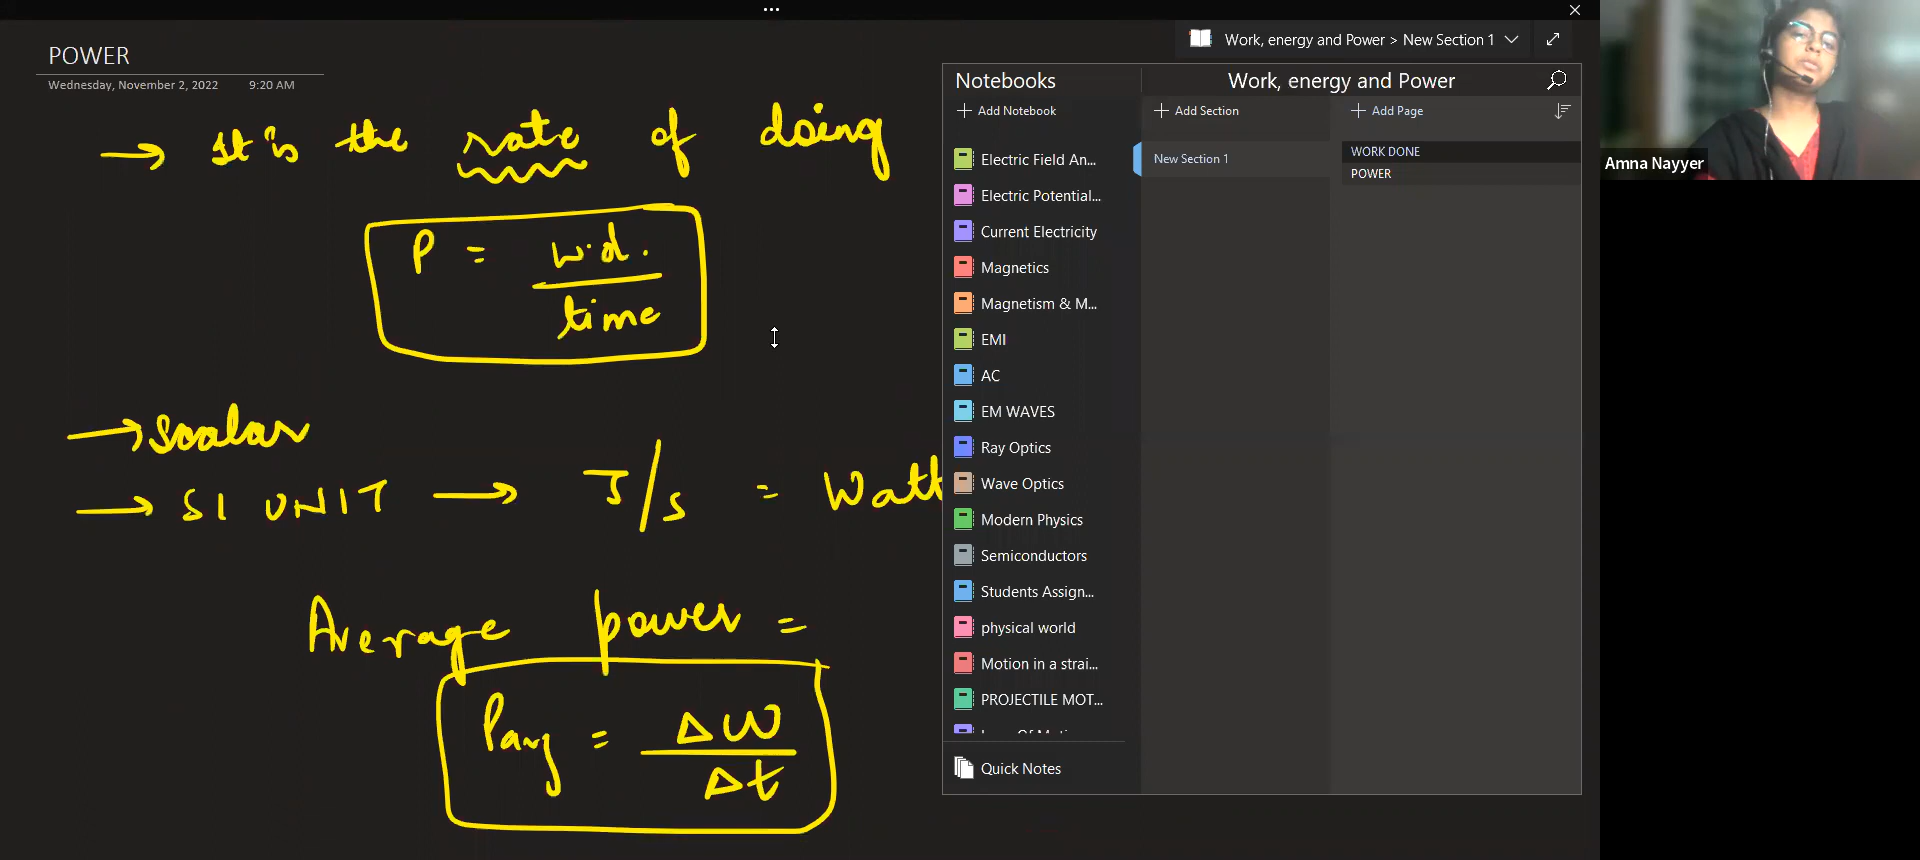 POWER
Wednesday, November 2, 2022 9:20 AM
→ It is the rate of doing
P = w.d.
time
→ Scalar
→ SI UNIT → J/s = Watt
Average power =
Pavg = Δw
Δt
Work, energy and Power > New Section 1
Notebooks
+ Add Notebook
Electric Field An...
Electric Potential...
Current Electricity
Magnetics
Magnetism & M...
EMI
AC
EM WAVES
Ray Optics
Wave Optics
Modern Physics
Semiconductors
Students Assign...
physical world
Motion in a strai...
PROJECTILE MOT...
Quick Notes
Work, energy and Power
+ Add Section
New Section 1
+ Add Page
WORK DONE
POWER
Amna Nayyer